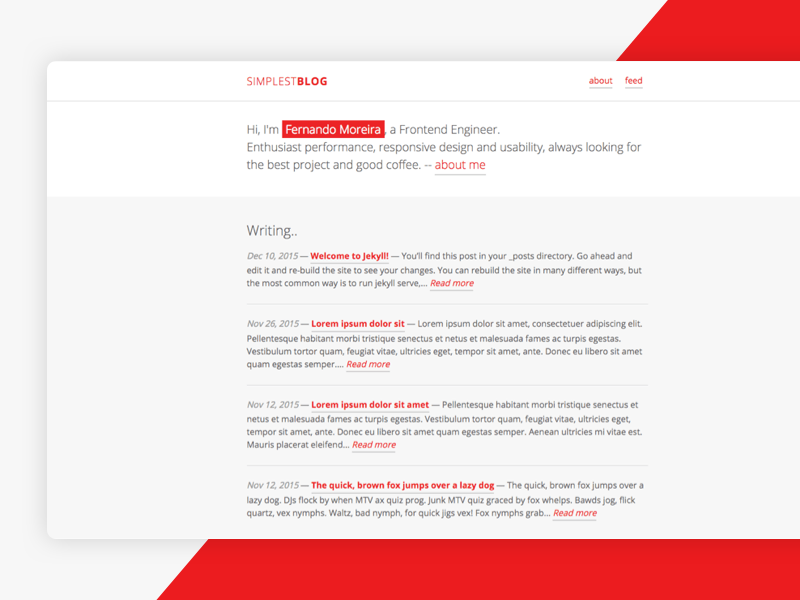 SIMPLESTBLOG
about feed
Hi, I'm Fernando Moreira, a Frontend Engineer.
Enthusiast performance, responsive design and usability, always looking for
the best project and good coffee. -- about me
Writing..
Dec 10, 2015 — Welcome to Jekyll! — You'll find this post in your _posts directory. Go ahead and
edit it and re-build the site to see your changes. You can rebuild the site in many different ways, but
the most common way is to run jekyll serve,... Read more
Nov 26, 2015 — Lorem ipsum dolor sit — Lorem ipsum dolor sit amet, consectetuer adipiscing elit.
Pellentesque habitant morbi tristique senectus et netus et malesuada fames ac turpis egestas.
Vestibulum tortor quam, feugiat vitae, ultricies eget, tempor sit amet, ante. Donec eu libero sit amet
quam egestas semper.... Read more
Nov 12, 2015 — Lorem ipsum dolor sit amet — Pellentesque habitant morbi tristique senectus et
netus et malesuada fames ac turpis egestas. Vestibulum tortor quam, feugiat vitae, ultricies eget,
tempor sit amet, ante. Donec eu libero sit amet quam egestas semper. Aenean ultricies mi vitae est.
Mauris placerat eleifend... Read more
Nov 12, 2015 — The quick, brown fox jumps over a lazy dog — The quick, brown fox jumps over a
lazy dog. DJs flock by when MTV ax quiz prog. Junk MTV quiz graced by fox whelps. Bawds jog, flick
quartz, vex nymphs. Waltz, bad nymph, for quick jigs vex! Fox nymphs grab... Read more